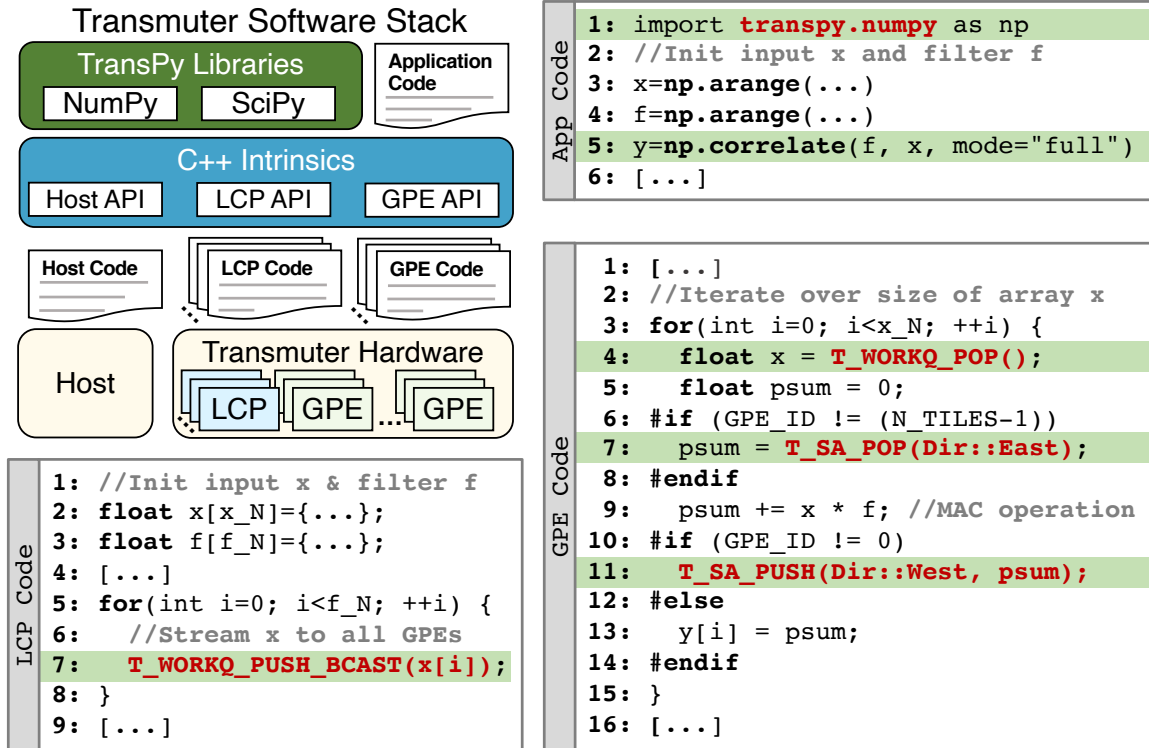 Transmuter Software Stack
TransPy Libraries
NumPy
SciPy
Application
Code
C++ Intrinsics
Host API
LCP API
GPE API
Host Code
LCP Code
GPE Code
Host
Transmuter Hardware
LCP
GPE
...
GPE
App Code
1: import transpy.numpy as np
2: //Init input x and filter f
3: x=np.arange(...)
4: f=np.arange(...)
5: y=np.correlate(f, x, mode="full")
6: [...]
LCP Code
1: //Init input x & filter f
2: float x[x_N]={...};
3: float f[f_N]={...};
4: [...]
5: for(int i=0; i<f_N; ++i) {
6: //Stream x to all GPEs
7: T_WORKQ_PUSH_BCAST(x[i]);
8: }
9: [...]
GPE Code
1: [...]
2: //Iterate over size of array x
3: for(int i=0; i<x_N; ++i) {
4: float x = T_WORKQ_POP();
5: float psum = 0;
6: #if (GPE_ID != (N_TILES-1))
7: psum = T_SA_POP(Dir::East);
8: #endif
9: psum += x * f; //MAC operation
10: #if (GPE_ID != 0)
11: T_SA_PUSH(Dir::West, psum);
12: #else
13: y[i] = psum;
14: #endif
15: }
16: [...]